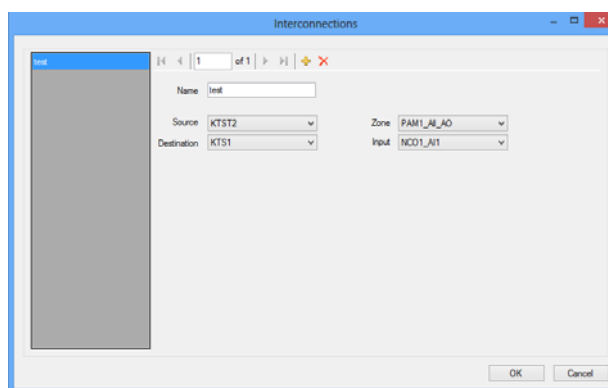 Interconnections
test
1 of 1
Name test
Source KTST2 Zone PAM1_All_AO
Destination KTS1 Input NCO1_AI1
OK Cancel